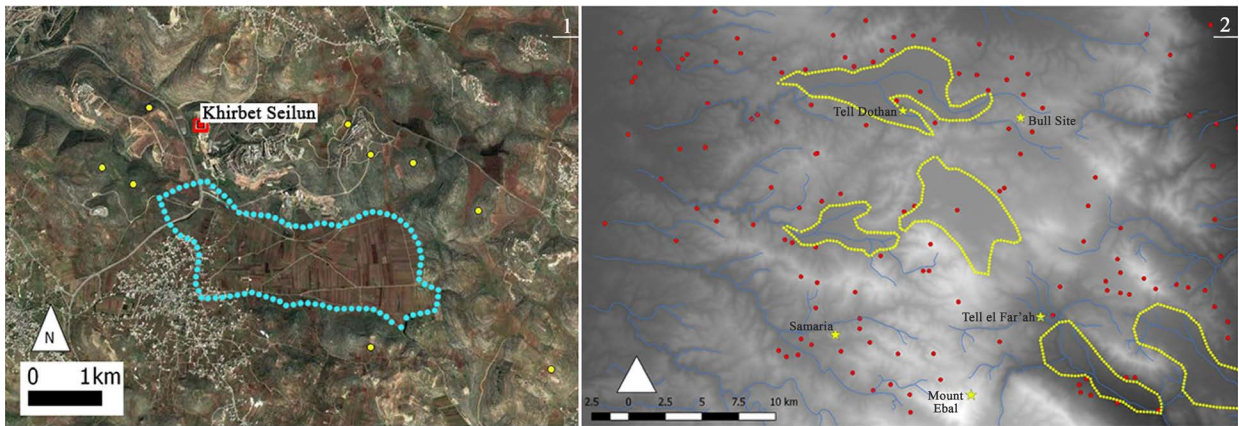 1
Khirbet Seilun
N
0 1km
2
Tell Dothan
Bull Site
Tell el Far'ah
Samaria
Mount
Ebal
2.5 0 2.5 5 7.5 10 km